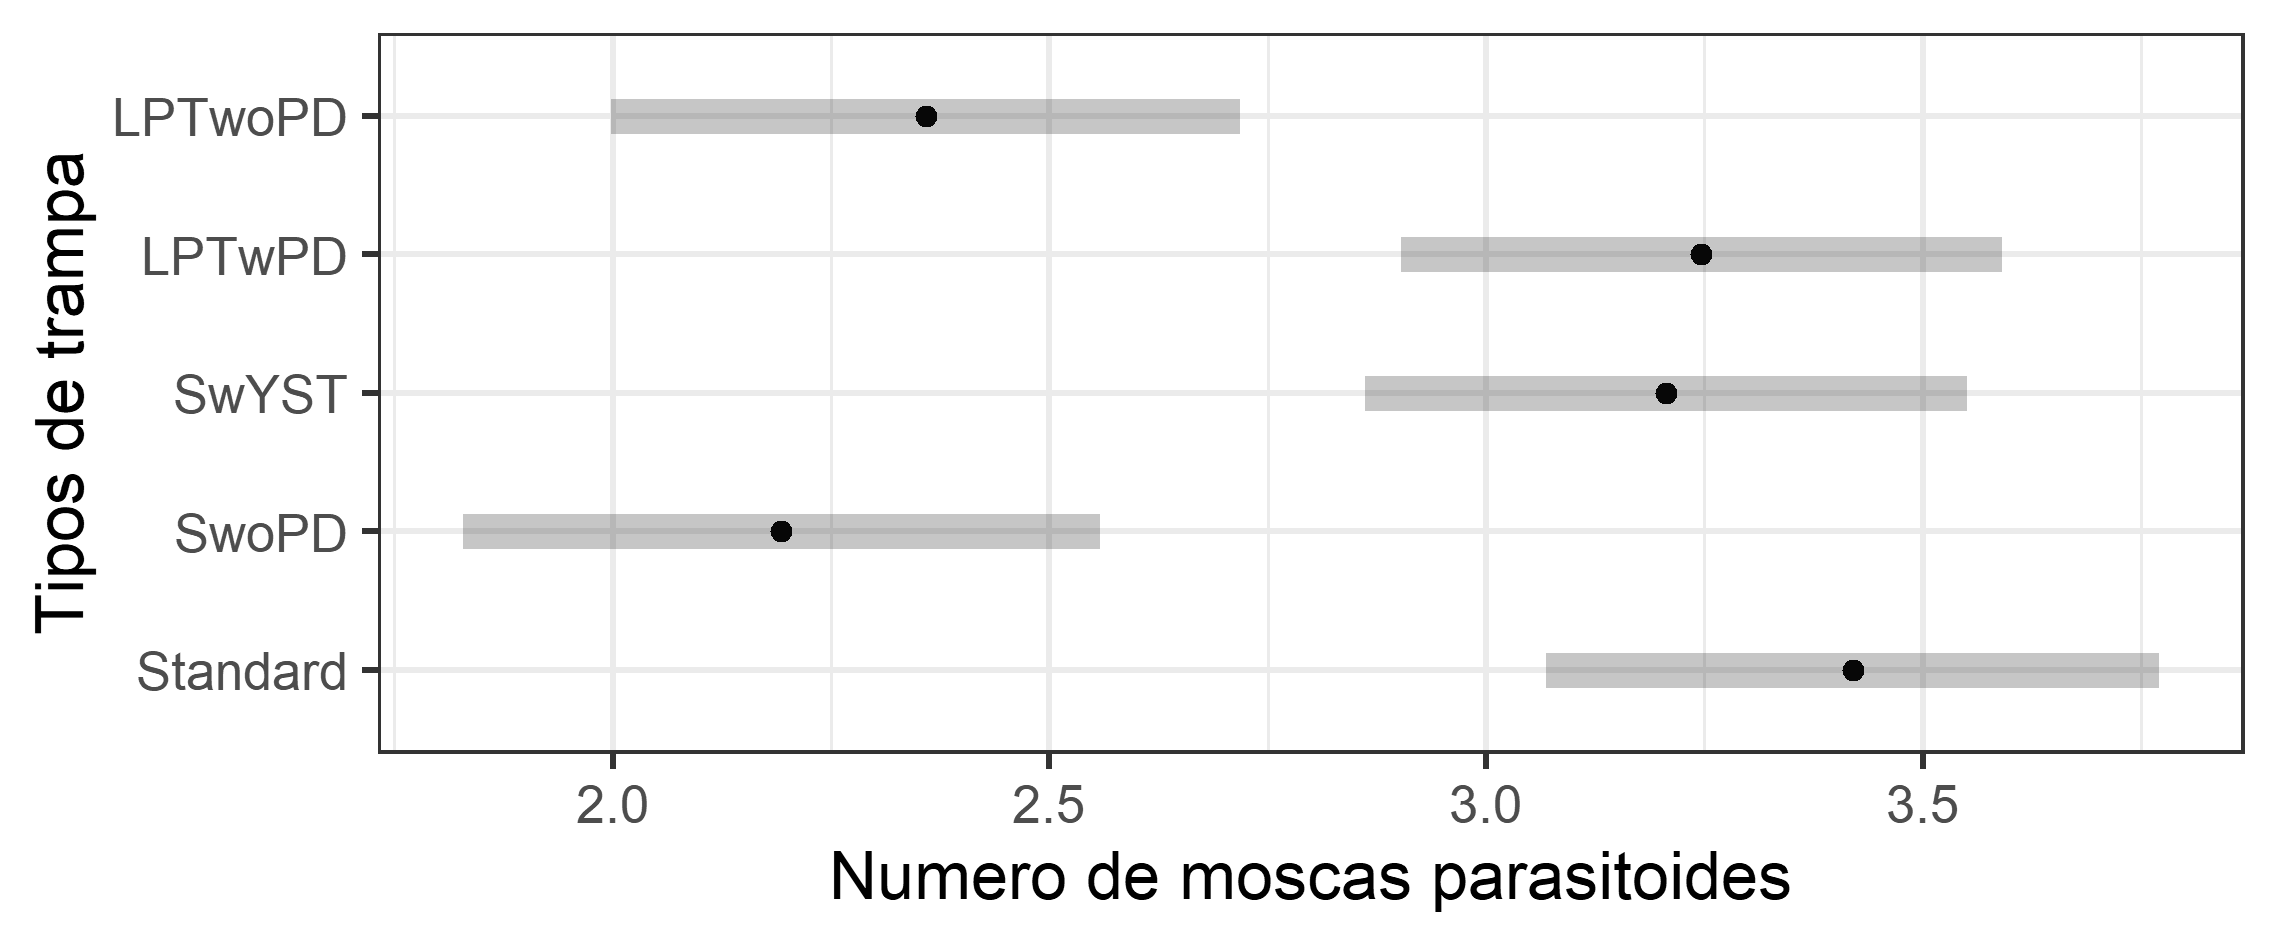 Tipos de trampa
LPTwoPD
LPTwPD
SwYST
SwoPD
Standard
2.0 2.5 3.0 3.5
Numero de moscas parasitoides